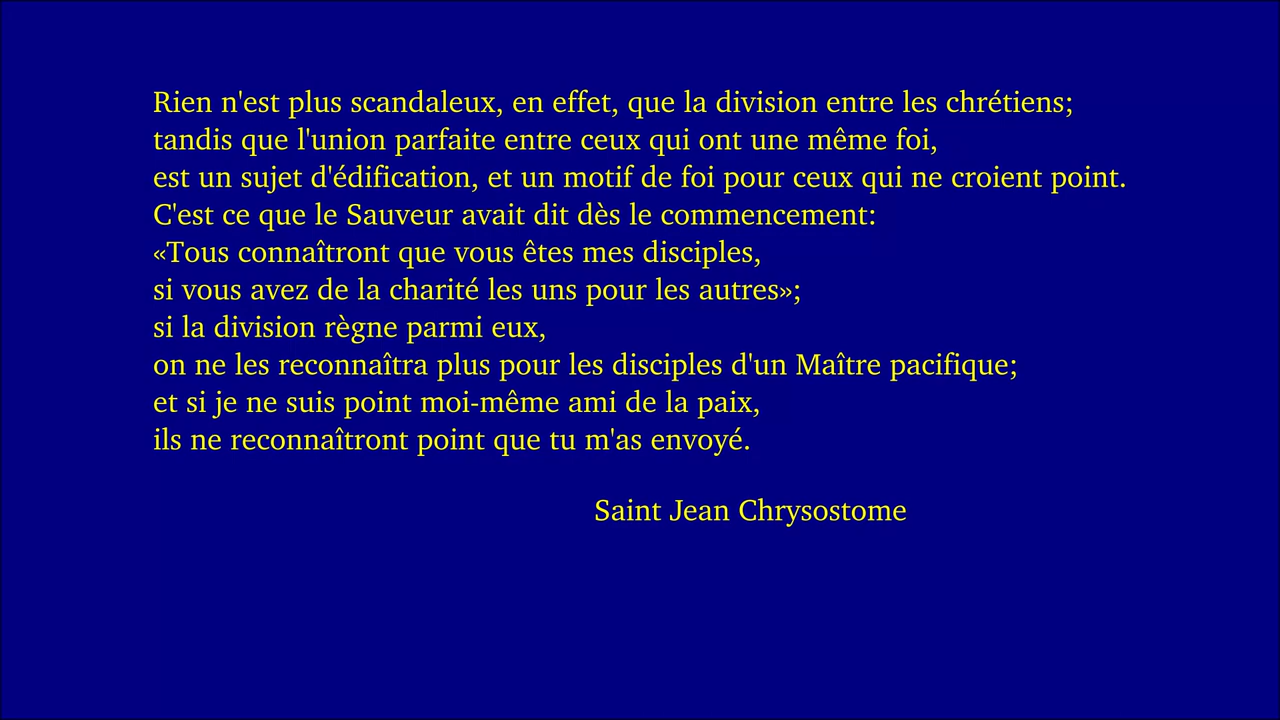 Rien n'est plus scandaleux, en effet, que la division entre les chrétiens;
tandis que l'union parfaite entre ceux qui ont une même foi,
est un sujet d'édification, et un motif de foi pour ceux qui ne croient point.
C'est ce que le Sauveur avait dit dès le commencement:
«Tous connaîtront que vous êtes mes disciples,
si vous avez de la charité les uns pour les autres»;
si la division règne parmi eux,
on ne les reconnaîtra plus pour les disciples d'un Maître pacifique;
et si je ne suis point moi-même ami de la paix,
ils ne reconnaîtront point que tu m'as envoyé.
Saint Jean Chrysostome